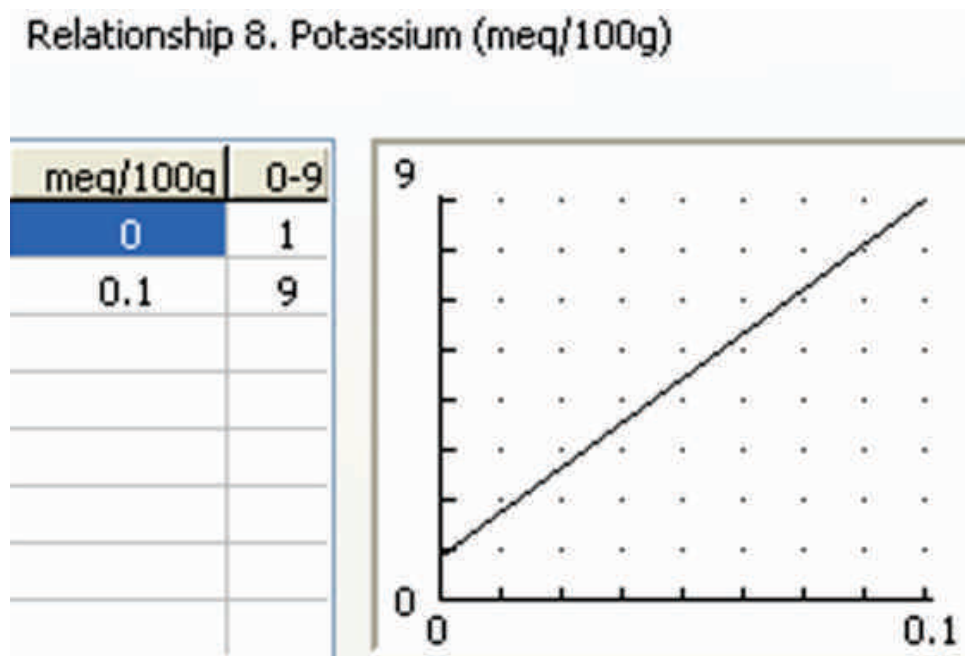 Relationship 8. Potassium (meq/100g)
meq/100g 0-9
0 1
0.1 9
9
0
0 0.1